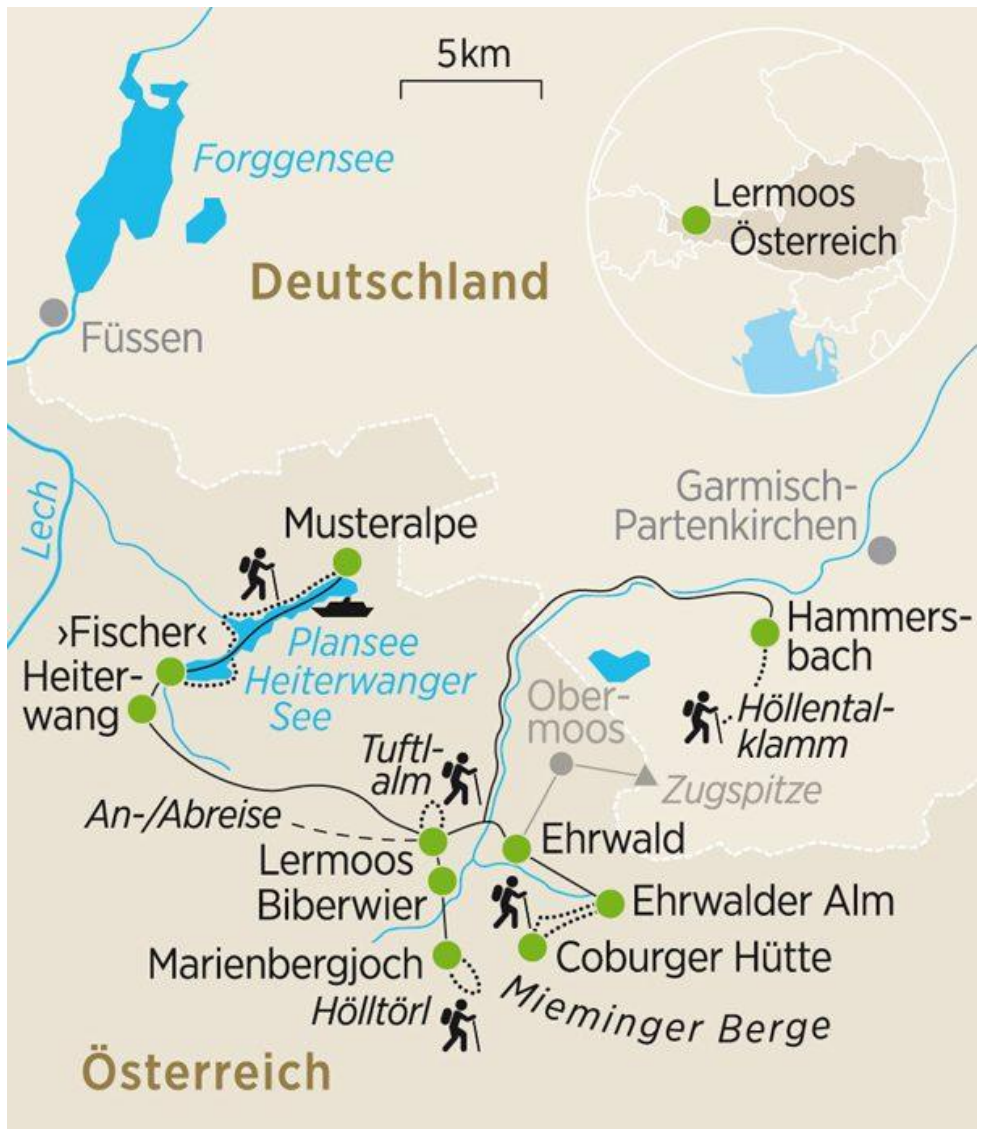 5km
Forggensee
Lermoos
Österreich
Deutschland
Füssen
Lech
Garmisch-
Partenkirchen
Musteralpe
›Fischer‹
Heiter-
wang
Plansee
Heiterwanger
See
Hammers-
bach
Höllental-
klamm
Ober-
moos
Zugspitze
Tuftl-
alm
An-/Abreise
Lermoos
Biberwier
Ehrwald
Ehrwalder Alm
Coburger Hütte
Marienbergjoch
Hölltörl
Mieminger Berge
Österreich